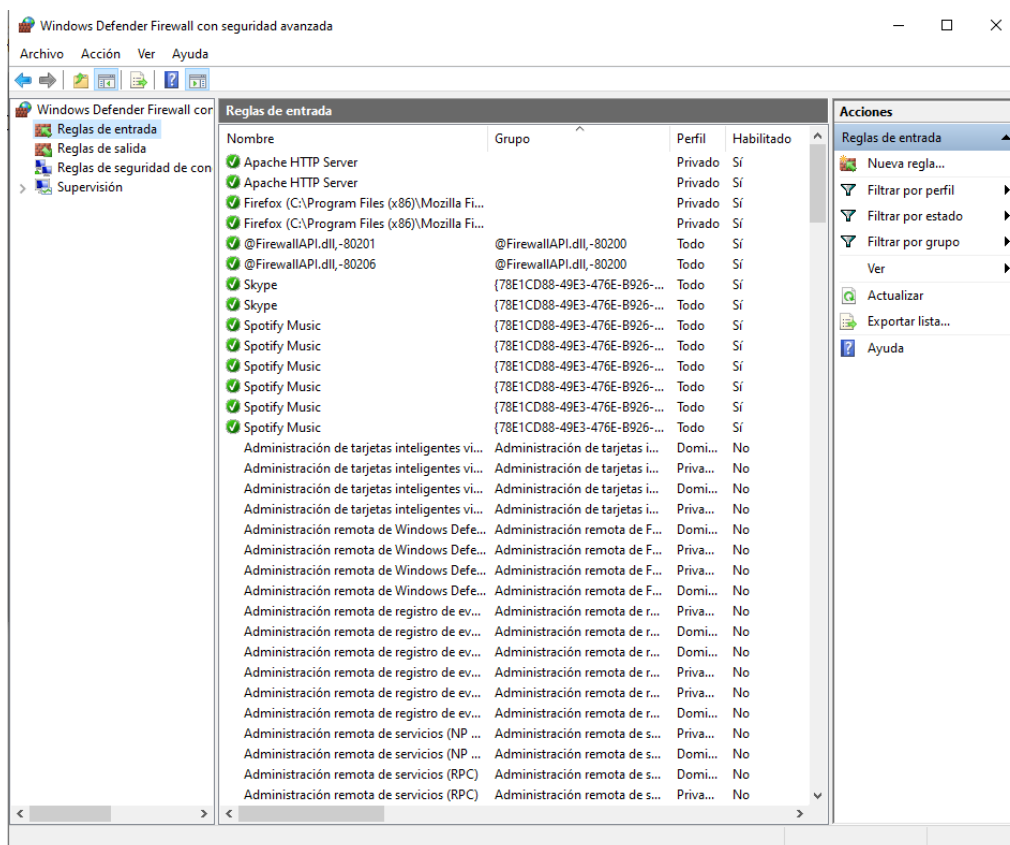 Windows Defender Firewall con seguridad avanzada
Archivo Acción Ver Ayuda
Windows Defender Firewall cor
Reglas de entrada
Reglas de salida
Reglas de seguridad de con
Supervisión
Reglas de entrada
Nombre Grupo Perfil Habilitado
Apache HTTP Server Privado Sí
Apache HTTP Server Privado Sí
Firefox (C:\Program Files (x86)\Mozilla Fi... Privado Sí
Firefox (C:\Program Files (x86)\Mozilla Fi... Privado Sí
@FirewallAPI.dll,-80201 @FirewallAPI.dll,-80200 Todo Sí
@FirewallAPI.dll,-80206 @FirewallAPI.dll,-80200 Todo Sí
Skype {78E1CD88-49E3-476E-B926-... Todo Sí
Skype {78E1CD88-49E3-476E-B926-... Todo Sí
Spotify Music {78E1CD88-49E3-476E-B926-... Todo Sí
Spotify Music {78E1CD88-49E3-476E-B926-... Todo Sí
Spotify Music {78E1CD88-49E3-476E-B926-... Todo Sí
Spotify Music {78E1CD88-49E3-476E-B926-... Todo Sí
Spotify Music {78E1CD88-49E3-476E-B926-... Todo Sí
Spotify Music {78E1CD88-49E3-476E-B926-... Todo Sí
Administración de tarjetas inteligentes vi... Administración de tarjetas i... Domi... No
Administración de tarjetas inteligentes vi... Administración de tarjetas i... Priva... No
Administración de tarjetas inteligentes vi... Administración de tarjetas i... Domi... No
Administración de tarjetas inteligentes vi... Administración de tarjetas i... Priva... No
Administración remota de Windows Defe... Administración remota de F... Domi... No
Administración remota de Windows Defe... Administración remota de F... Priva... No
Administración remota de Windows Defe... Administración remota de F... Priva... No
Administración remota de Windows Defe... Administración remota de F... Domi... No
Administración remota de registro de ev... Administración remota de r... Priva... No
Administración remota de registro de ev... Administración remota de r... Domi... No
Administración remota de registro de ev... Administración remota de r... Domi... No
Administración remota de registro de ev... Administración remota de r... Priva... No
Administración remota de registro de ev... Administración remota de r... Priva... No
Administración remota de registro de ev... Administración remota de r... Domi... No
Administración remota de servicios (NP ... Administración remota de s... Priva... No
Administración remota de servicios (NP ... Administración remota de s... Domi... No
Administración remota de servicios (RPC) Administración remota de s... Domi... No
Administración remota de servicios (RPC) Administración remota de s... Priva... No
Acciones
Reglas de entrada
Nueva regla...
Filtrar por perfil
Filtrar por estado
Filtrar por grupo
Ver
Actualizar
Exportar lista...
Ayuda